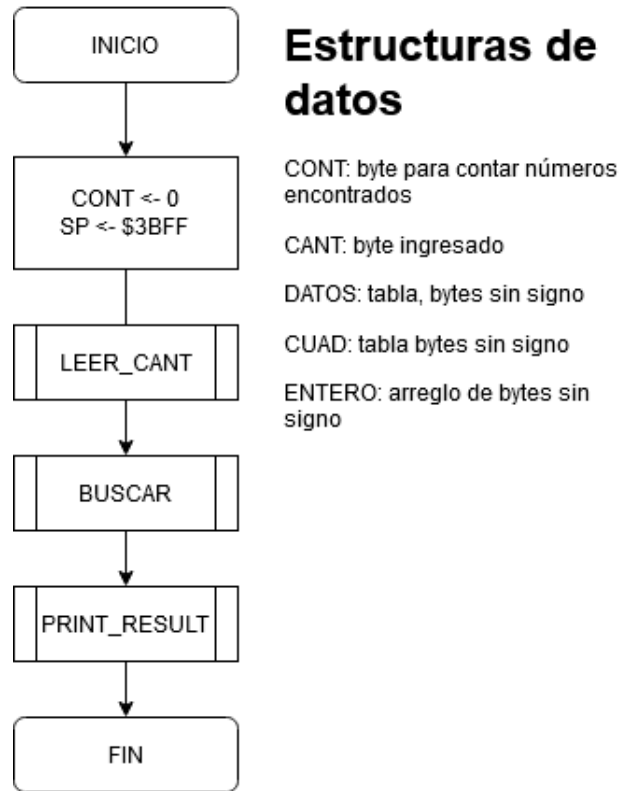 INICIO
CONT <- 0
SP <- $3BFF
LEER_CANT
BUSCAR
PRINT_RESULT
FIN
Estructuras de
datos
CONT: byte para contar números
encontrados
CANT: byte ingresado
DATOS: tabla, bytes sin signo
CUAD: tabla bytes sin signo
ENTERO: arreglo de bytes sin
signo